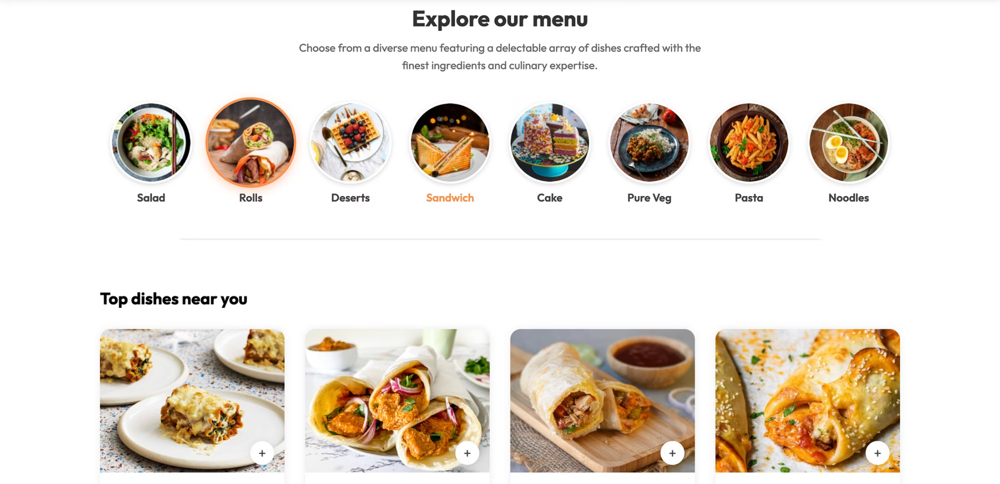 Explore our menu
Choose from a diverse menu featuring a delectable array of dishes crafted with the
finest ingredients and culinary expertise.
Salad
Rolls
Deserts
Sandwich
Cake
Pure Veg
Pasta
Noodles
Top dishes near you
+
+
+
+